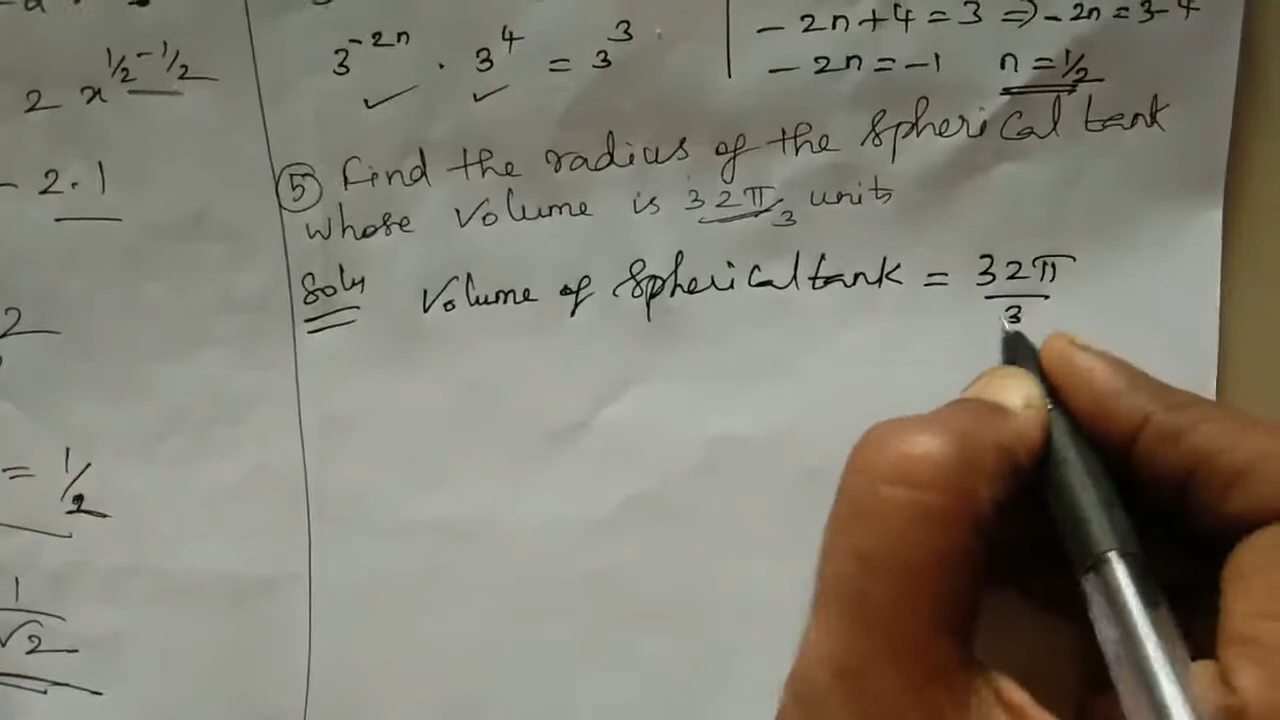 2 x^{1/2 - 1/2}
- 2.1
2
= 1/2
1/√2
3^{-2n} . 3^4 = 3^3
- 2n + 4 = 3 ⇒ - 2n = 3 - 4
- 2n = -1 n = 1/2
⑤ Find the radius of the spherical tank
whose volume is 32π/3 units
Soln Volume of Spherical tank = 32π/3